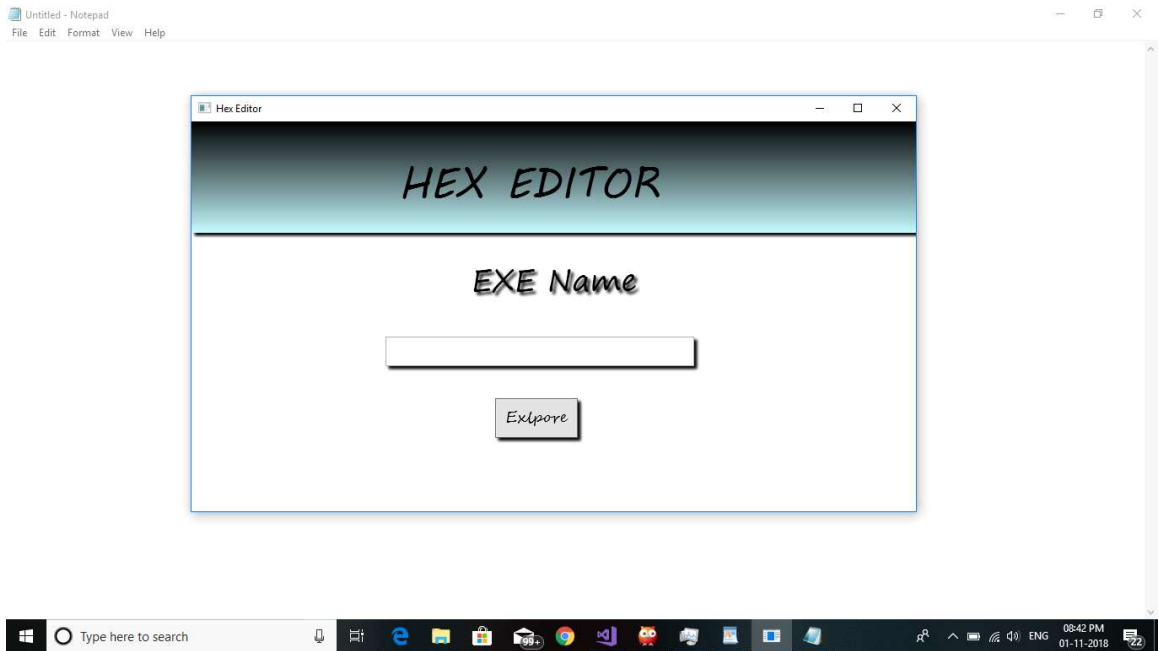 Untitled - Notepad
File Edit Format View Help
Hex Editor
HEX EDITOR
EXE Name
Exlpore
Type here to search
99+
ENG
08:42 PM
01-11-2018
22